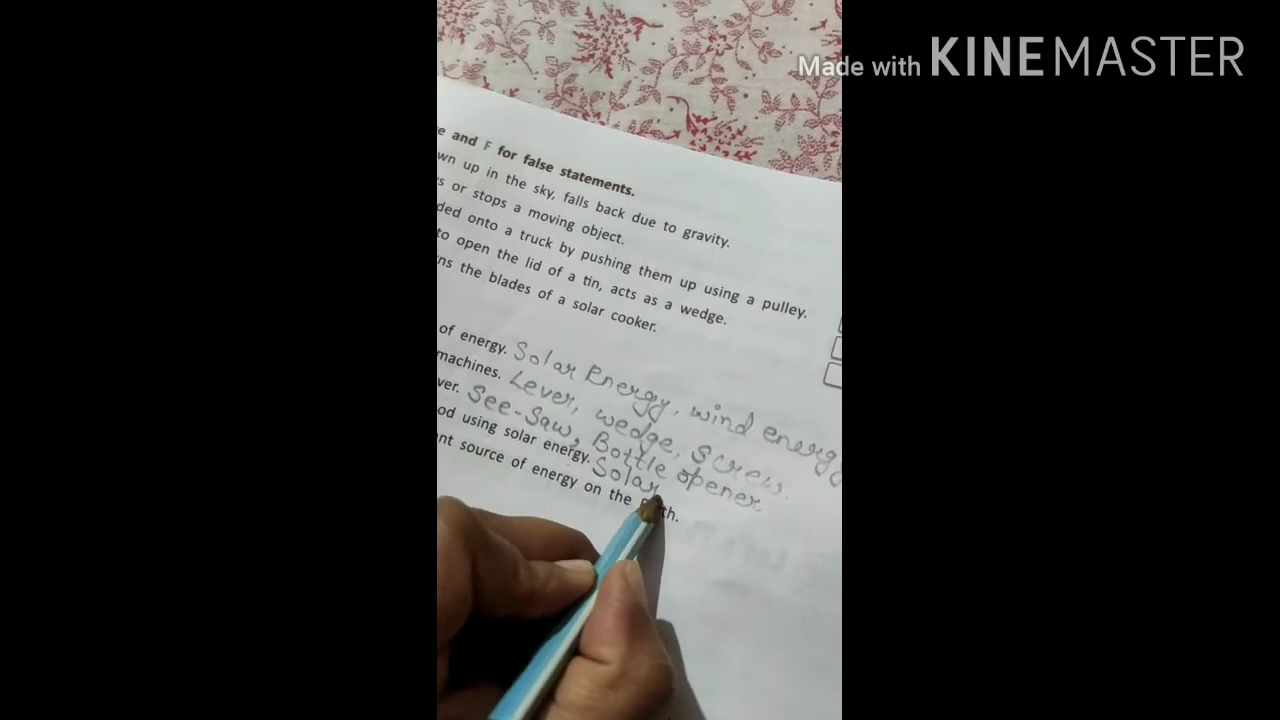 Made with KINEMASTER
e and F for false statements.
wn up in the sky, falls back due to gravity.
s or stops a moving object.
ded onto a truck by pushing them up using a pulley.
to open the lid of a tin, acts as a wedge.
ns the blades of a solar cooker.
of energy. Solar Energy, wind energy
machines. Lever, wedge, Screw.
ver. See-Saw, Bottle opener.
od using solar energy. Solar
nt source of energy on the